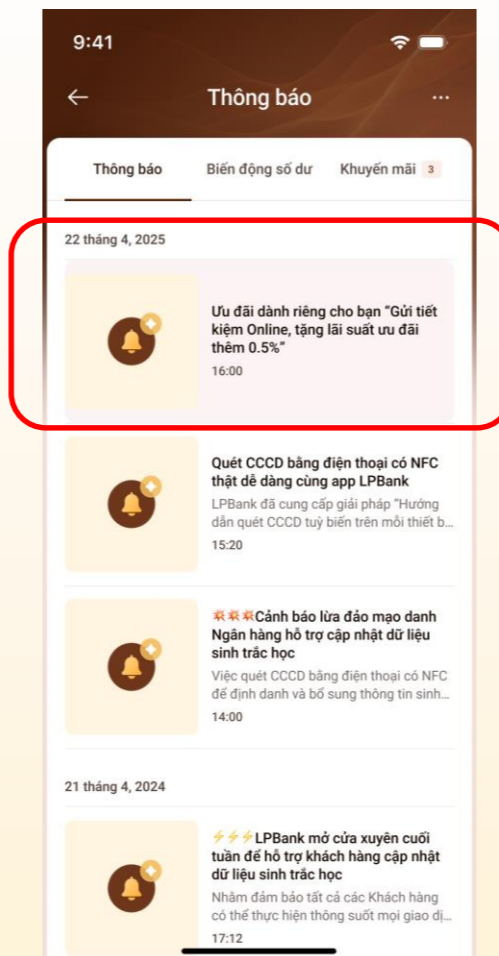 9:41
Thông báo
Thông báo
Biến động số dư
Khuyến mãi 3
22 tháng 4, 2025
Ưu đãi dành riêng cho bạn “Gửi tiết
kiệm Online, tặng lãi suất ưu đãi
thêm 0.5%”
16:00
Quét CCCD bằng điện thoại có NFC
thật dễ dàng cùng app LPBank
LPBank đã cung cấp giải pháp “Hướng
dẫn quét CCCD tuỳ biến trên mỗi thiết b...
15:20
💥💥💥Cảnh báo lừa đảo mạo danh
Ngân hàng hỗ trợ cập nhật dữ liệu
sinh trắc học
Việc quét CCCD bằng điện thoại có NFC
để định danh và bổ sung thông tin sinh...
14:00
21 tháng 4, 2024
⚡⚡⚡LPBank mở cửa xuyên cuối
tuần để hỗ trợ khách hàng cập nhật
dữ liệu sinh trắc học
Nhằm đảm bảo tất cả các Khách hàng
có thể thực hiện thông suốt mọi giao dị...
17:12